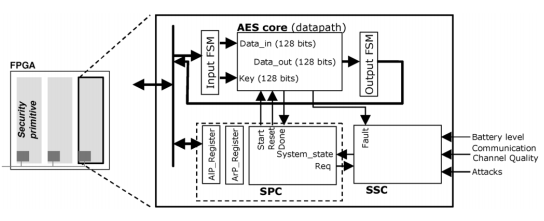 AES core (datapath)
FPGA
Security
primitive
Input FSM
Data_in (128 bits)
Data_out (128 bits)
Key (128 bits)
Output FSM
Start
Reset
Done
Fault
AIP_Register
ArP_Register
System_state
Req
SPC
SSC
Battery level
Communication
Channel Quality
Attacks